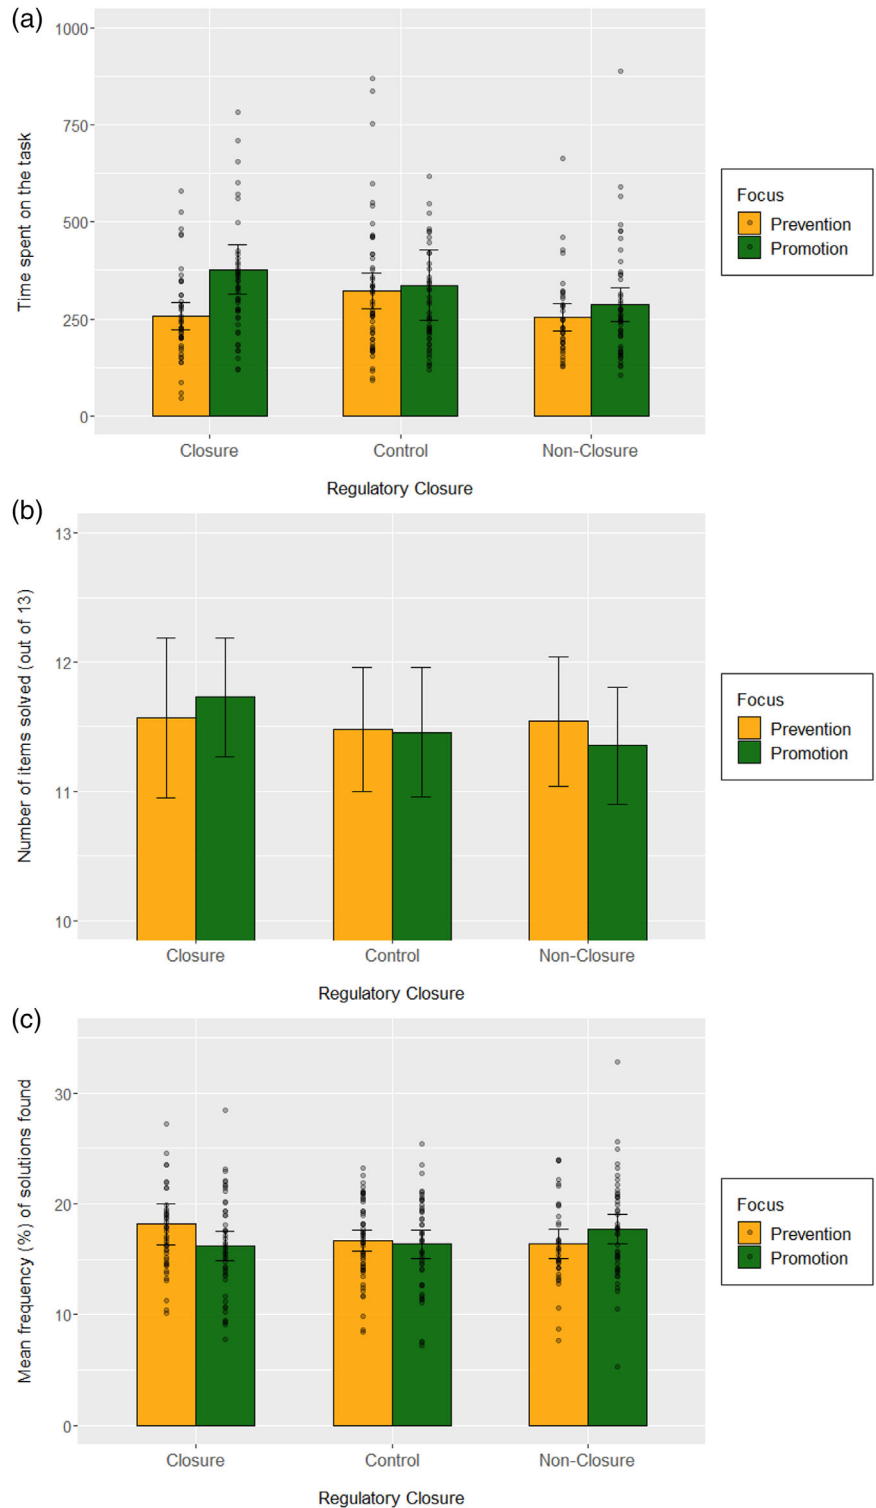 (a)
1000
750
500
250
0
Time spent on the task
Closure
Control
Non-Closure
Regulatory Closure
Focus
Prevention
Promotion
(b)
13
12
11
10
Number of items solved (out of 13)
Closure
Control
Non-Closure
Regulatory Closure
Focus
Prevention
Promotion
(c)
30
20
10
0
Mean frequency (%) of solutions found
Closure
Control
Non-Closure
Regulatory Closure
Focus
Prevention
Promotion